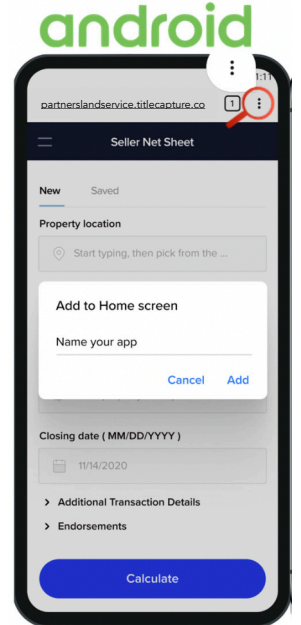 android
1:11
partnerslandservice.titlecapture.co
1
Seller Net Sheet
New Saved
Property location
Start typing, then pick from the ...
Add to Home screen
Name your app
Cancel Add
Closing date ( MM/DD/YYYY )
11/14/2020
Additional Transaction Details
Endorsements
Calculate